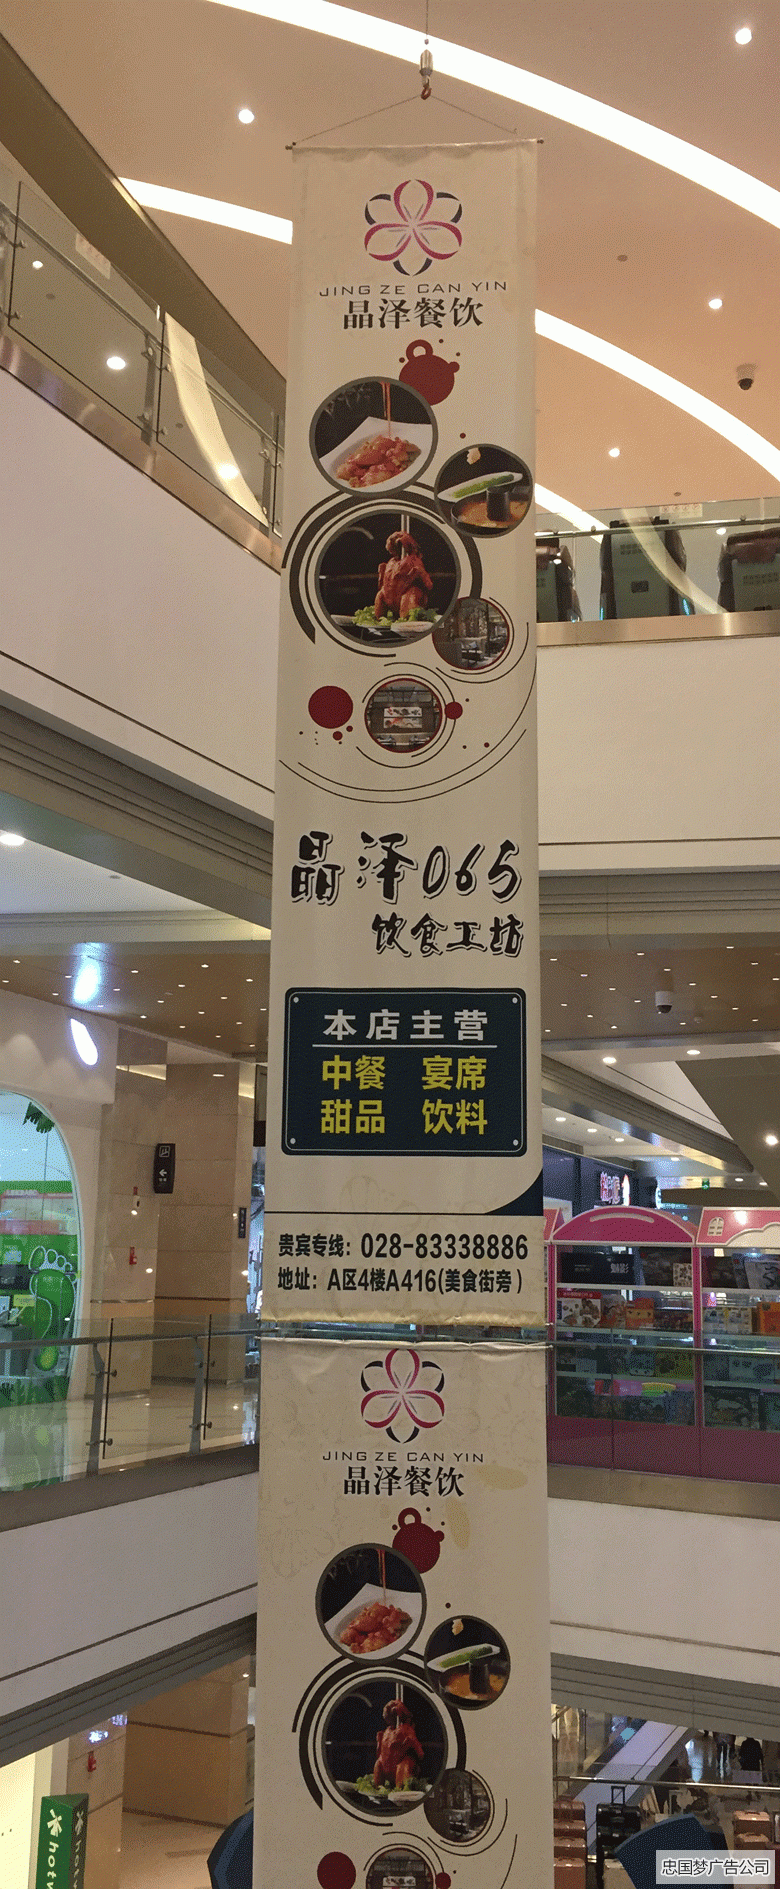 JING ZE CAN YIN
晶泽餐饮
晶泽065
饮食工坊
本店主营
中餐 宴席
甜品 饮料
贵宾专线：028-83338886
地址：A区4楼A416(美食街旁)
JING ZE CAN YIN
晶泽餐饮
hotw
忠国梦广告公司